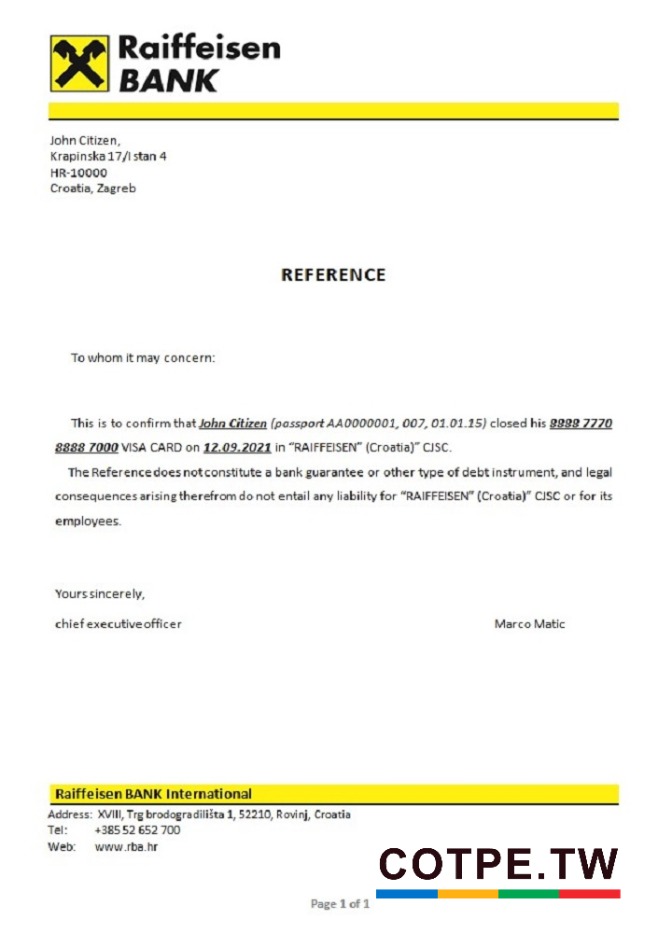 Raiffeisen
BANK
John Citizen,
Krapinska 17/I stan 4
HR-10000
Croatia, Zagreb
REFERENCE
To whom it may concern:
This is to confirm that John Citizen (passport AA0000001, 007, 01.01.15) closed his 8888 7770
8888 7000 VISA CARD on 12.09.2021 in “RAIFFEISEN” (Croatia)” CJSC.
The Reference does not constitute a bank guarantee or other type of debt instrument, and legal
consequences arising therefrom do not entail any liability for “RAIFFEISEN” (Croatia)” CJSC or for its
employees.
Yours sincerely,
chief executive officer Marco Matic
Raiffeisen BANK International
Address: XVIII, Trg brodogradilišta 1, 52210, Rovinj, Croatia
Tel: +385 52 652 700
Web: www.rba.hr
COTPE.TW
Page 1 of 1